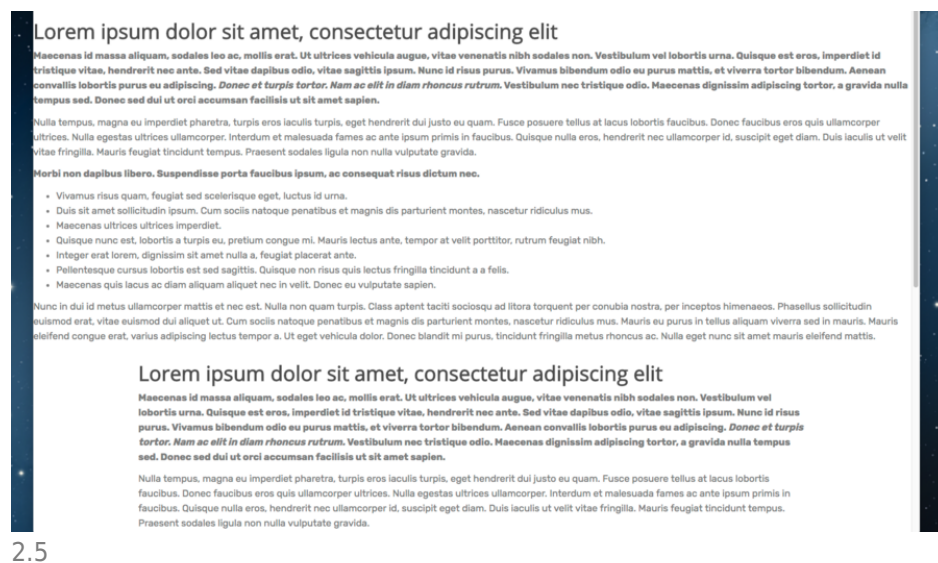 Lorem ipsum dolor sit amet, consectetur adipiscing elit
Maecenas id massa aliquam, sodales leo ac, mollis erat. Ut ultrices vehicula augue, vitae venenatis nibh sodales non. Vestibulum vel lobortis urna. Quisque est eros, imperdiet id
tristique vitae, hendrerit nec ante. Sed vitae dapibus odio, vitae sagittis ipsum. Nunc id risus purus. Vivamus bibendum odio eu purus mattis, et viverra tortor bibendum. Aenean
convallis lobortis purus eu adipiscing. Donec et turpis tortor. Nam ac elit in diam rhoncus rutrum. Vestibulum nec tristique odio. Maecenas dignissim adipiscing tortor, a gravida nulla
tempus sed. Donec sed dui ut orci accumsan facilisis ut sit amet sapien.
Nulla tempus, magna eu imperdiet pharetra, turpis eros iaculis turpis, eget hendrerit dui justo eu quam. Fusce posuere tellus at lacus lobortis faucibus. Donec faucibus eros quis ullamcorper
ultrices. Nulla egestas ultrices ullamcorper. Interdum et malesuada fames ac ante ipsum primis in faucibus. Quisque nulla eros, hendrerit nec ullamcorper id, suscipit eget diam. Duis iaculis ut velit
vitae fringilla. Mauris feugiat tincidunt tempus. Praesent sodales ligula non nulla vulputate gravida.
Morbi non dapibus libero. Suspendisse porta faucibus ipsum, ac consequat risus dictum nec.
• Vivamus risus quam, feugiat sed scelerisque eget, luctus id urna.
• Duis sit amet sollicitudin ipsum. Cum sociis natoque penatibus et magnis dis parturient montes, nascetur ridiculus mus.
• Maecenas ultrices ultrices imperdiet.
• Quisque nunc est, lobortis a turpis eu, pretium congue mi. Mauris lectus ante, tempor at velit porttitor, rutrum feugiat nibh.
• Integer erat lorem, dignissim sit amet nulla a, feugiat placerat ante.
• Pellentesque cursus lobortis est sed sagittis. Quisque non risus quis lectus fringilla tincidunt a a felis.
• Maecenas quis lacus ac diam aliquam aliquet nec in velit. Donec eu vulputate sapien.
Nunc in dui id metus ullamcorper mattis et nec est. Nulla non quam turpis. Class aptent taciti sociosqu ad litora torquent per conubia nostra, per inceptos himenaeos. Phasellus sollicitudin
euismod erat, vitae euismod dui aliquet ut. Cum sociis natoque penatibus et magnis dis parturient montes, nascetur ridiculus mus. Mauris eu purus in tellus aliquam viverra sed in mauris. Mauris
eleifend congue erat, varius adipiscing lectus tempor a. Ut eget vehicula dolor. Donec blandit mi purus, tincidunt fringilla metus rhoncus ac. Nulla eget nunc sit amet mauris eleifend mattis.
Lorem ipsum dolor sit amet, consectetur adipiscing elit
Maecenas id massa aliquam, sodales leo ac, mollis erat. Ut ultrices vehicula augue, vitae venenatis nibh sodales non. Vestibulum vel
lobortis urna. Quisque est eros, imperdiet id tristique vitae, hendrerit nec ante. Sed vitae dapibus odio, vitae sagittis ipsum. Nunc id risus
purus. Vivamus bibendum odio eu purus mattis, et viverra tortor bibendum. Aenean convallis lobortis purus eu adipiscing. Donec et turpis
tortor. Nam ac elit in diam rhoncus rutrum. Vestibulum nec tristique odio. Maecenas dignissim adipiscing tortor, a gravida nulla tempus
sed. Donec sed dui ut orci accumsan facilisis ut sit amet sapien.
Nulla tempus, magna eu imperdiet pharetra, turpis eros iaculis turpis, eget hendrerit dui justo eu quam. Fusce posuere tellus at lacus lobortis
faucibus. Donec faucibus eros quis ullamcorper ultrices. Nulla egestas ultrices ullamcorper. Interdum et malesuada fames ac ante ipsum primis in
faucibus. Quisque nulla eros, hendrerit nec ullamcorper id, suscipit eget diam. Duis iaculis ut velit vitae fringilla. Mauris feugiat tincidunt tempus.
Praesent sodales ligula non nulla vulputate gravida.
2.5